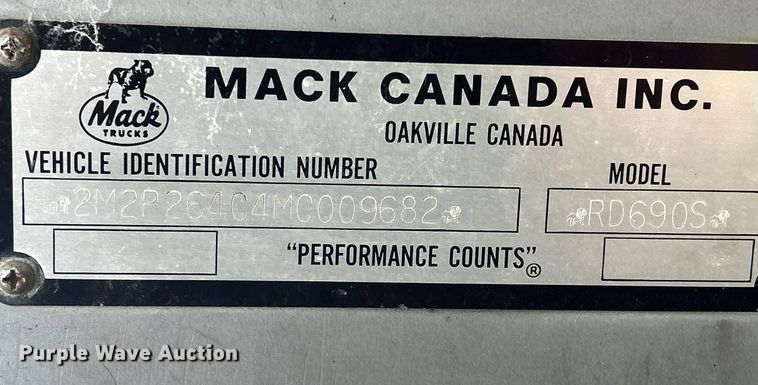 Mack
TRUCKS
MACK CANADA INC.
OAKVILLE CANADA
VEHICLE IDENTIFICATION NUMBER
MODEL
2M2P264C4MC009682
RD690S
"PERFORMANCE COUNTS"®
Purple Wave Auction